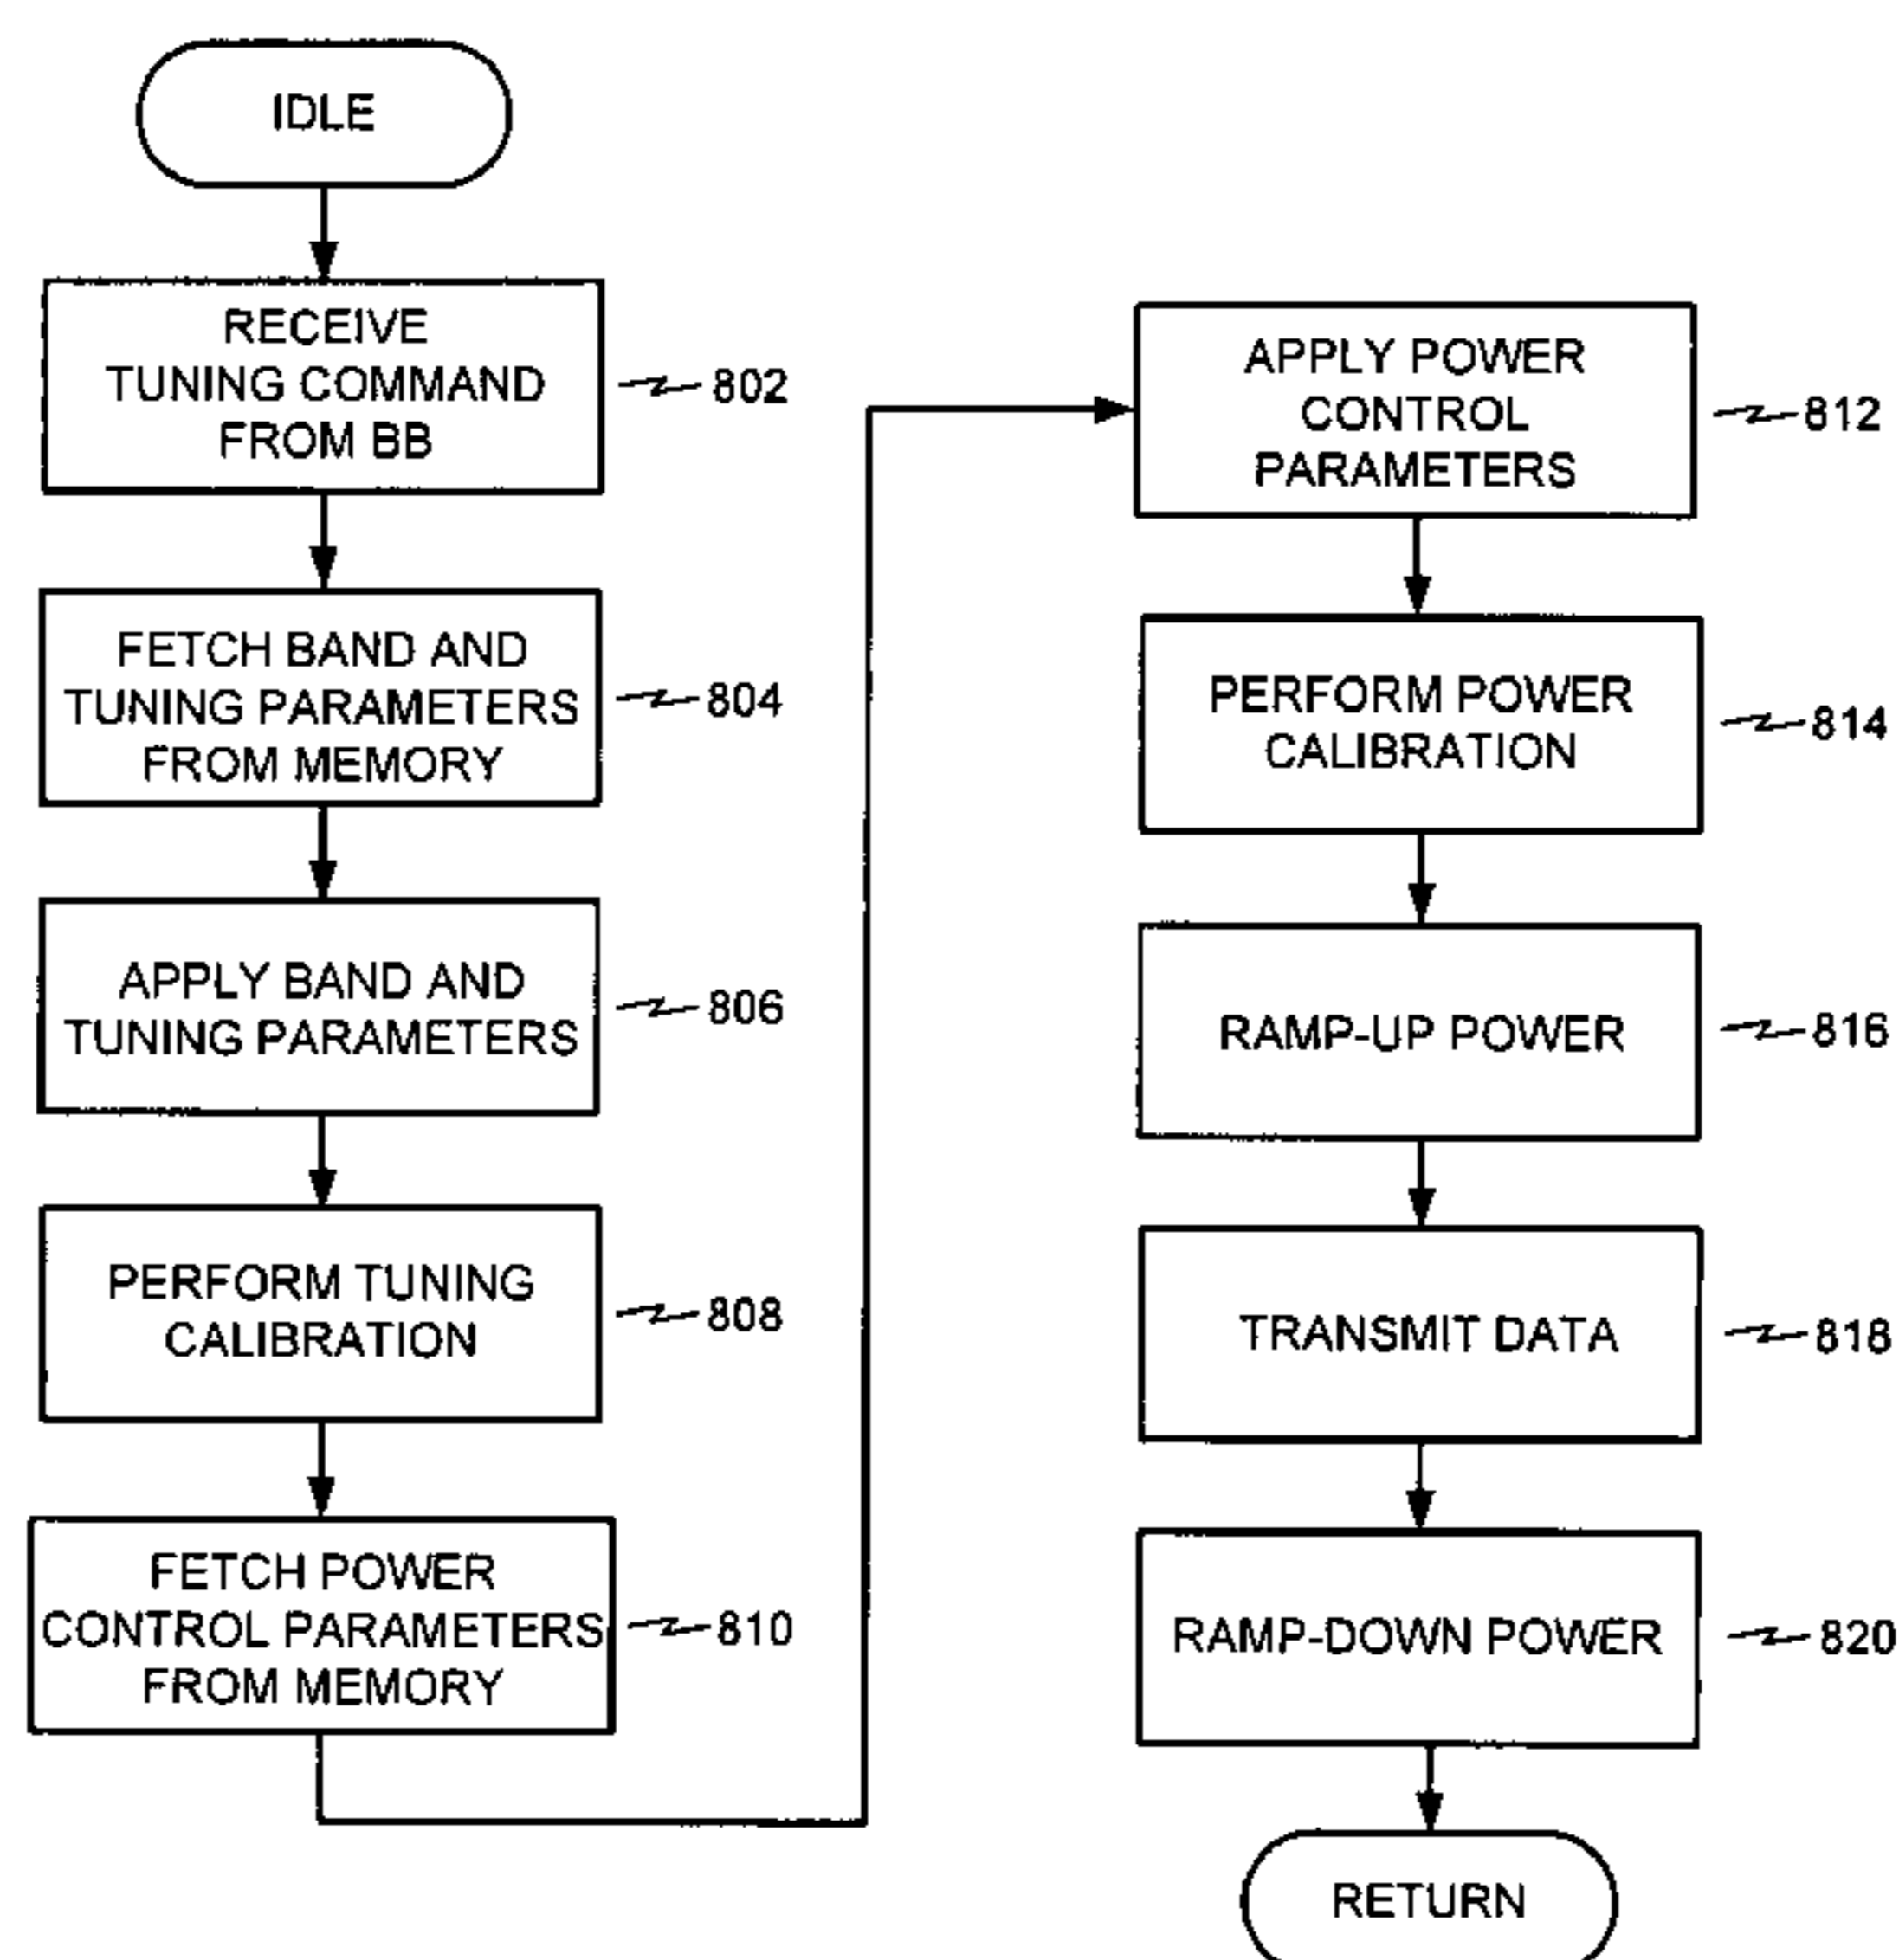 IDLE
RECEIVE
TUNING COMMAND
FROM BB
802
FETCH BAND AND
TUNING PARAMETERS
FROM MEMORY
804
APPLY BAND AND
TUNING PARAMETERS
806
PERFORM TUNING
CALIBRATION
808
FETCH POWER
CONTROL PARAMETERS
FROM MEMORY
810
APPLY POWER
CONTROL
PARAMETERS
812
PERFORM POWER
CALIBRATION
814
RAMP-UP POWER
816
TRANSMIT DATA
818
RAMP-DOWN POWER
820
RETURN